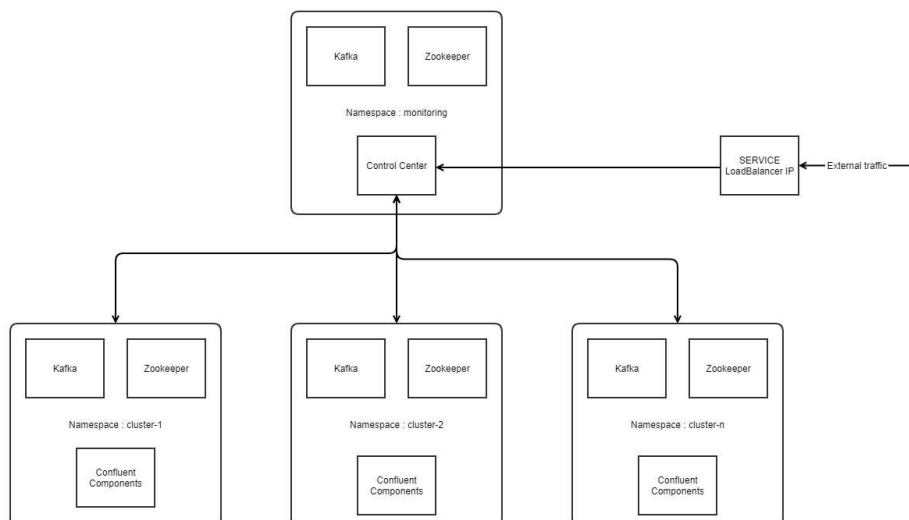 Kafka
Zookeeper
Namespace : monitoring
Control Center
SERVICE
LoadBalancer IP
External traffic
Kafka
Zookeeper
Namespace : cluster-1
Confluent
Components
Kafka
Zookeeper
Namespace : cluster-2
Confluent
Components
Kafka
Zookeeper
Namespace : cluster-n
Confluent
Components